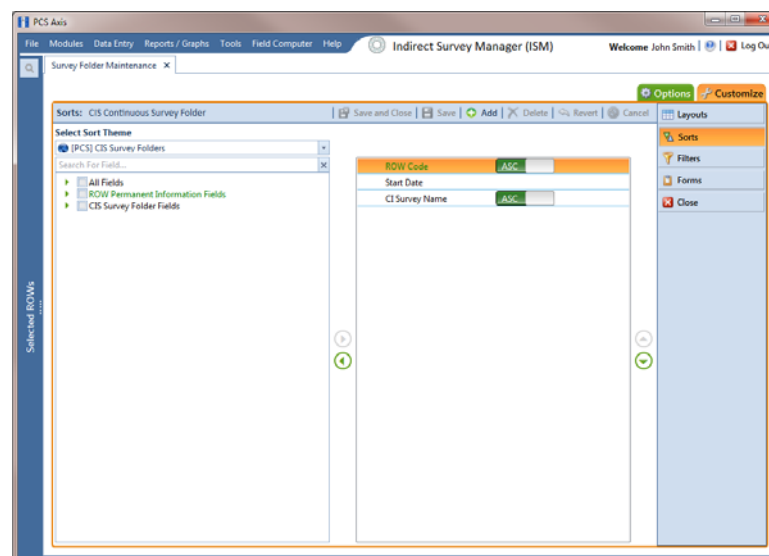 PCS Axis
File Modules Data Entry Reports / Graphs Tools Field Computer Help Indirect Survey Manager (ISM) Welcome John Smith Log Ou
Survey Folder Maintenance X
Options Customize
Sorts: CIS Continuous Survey Folder Save and Close Save Add Delete Revert Cancel
Layouts
Select Sort Theme
Sorts
[PCS] CIS Survey Folders
Filters
Search For Field...
ROW Code ASC
All Fields
Start Date
Forms
ROW Permanent Information Fields
CIS Survey Folder Fields
CI Survey Name ASC
Close
Selected ROWs